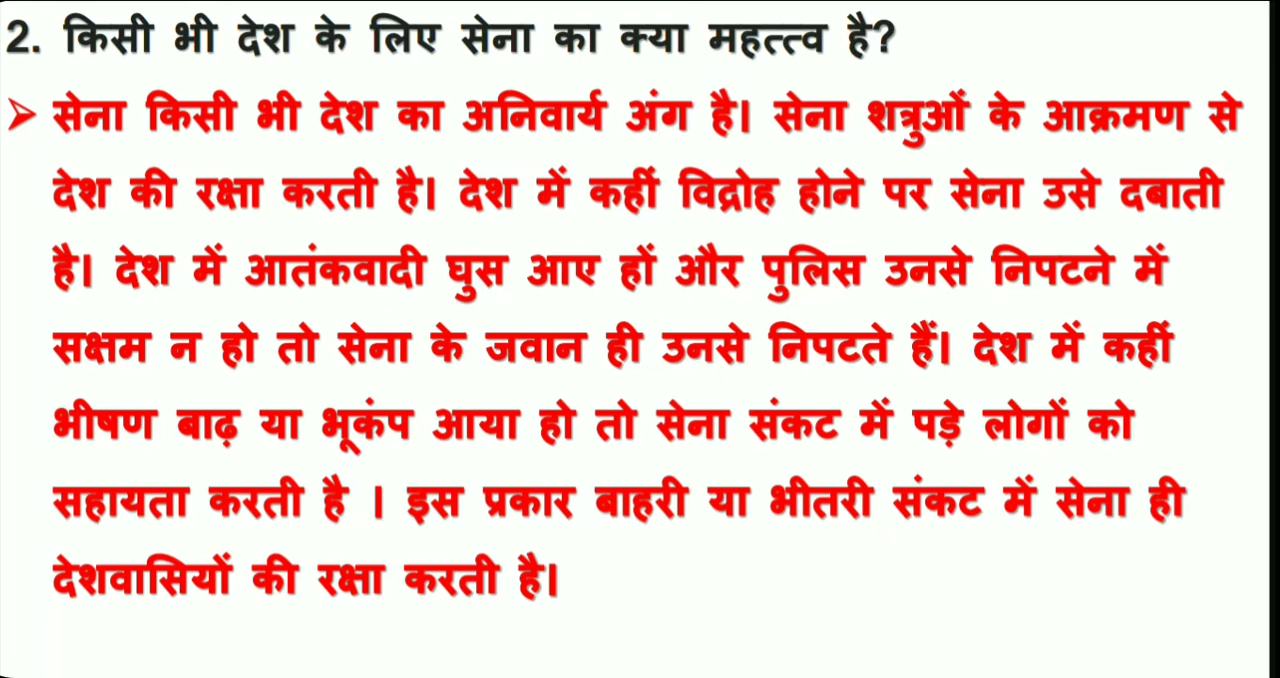 2. किसी भी देश के लिए सेना का क्या महत्त्व है?
➢ सेना किसी भी देश का अनिवार्य अंग है। सेना शत्रुओं के आक्रमण से
देश की रक्षा करती है। देश में कहीं विद्रोह होने पर सेना उसे दबाती
है। देश में आतंकवादी घुस आए हों और पुलिस उनसे निपटने में
सक्षम न हो तो सेना के जवान ही उनसे निपटते हैं। देश में कहीं
भीषण बाढ़ या भूकंप आया हो तो सेना संकट में पड़े लोगों को
सहायता करती है । इस प्रकार बाहरी या भीतरी संकट में सेना ही
देशवासियों की रक्षा करती है।